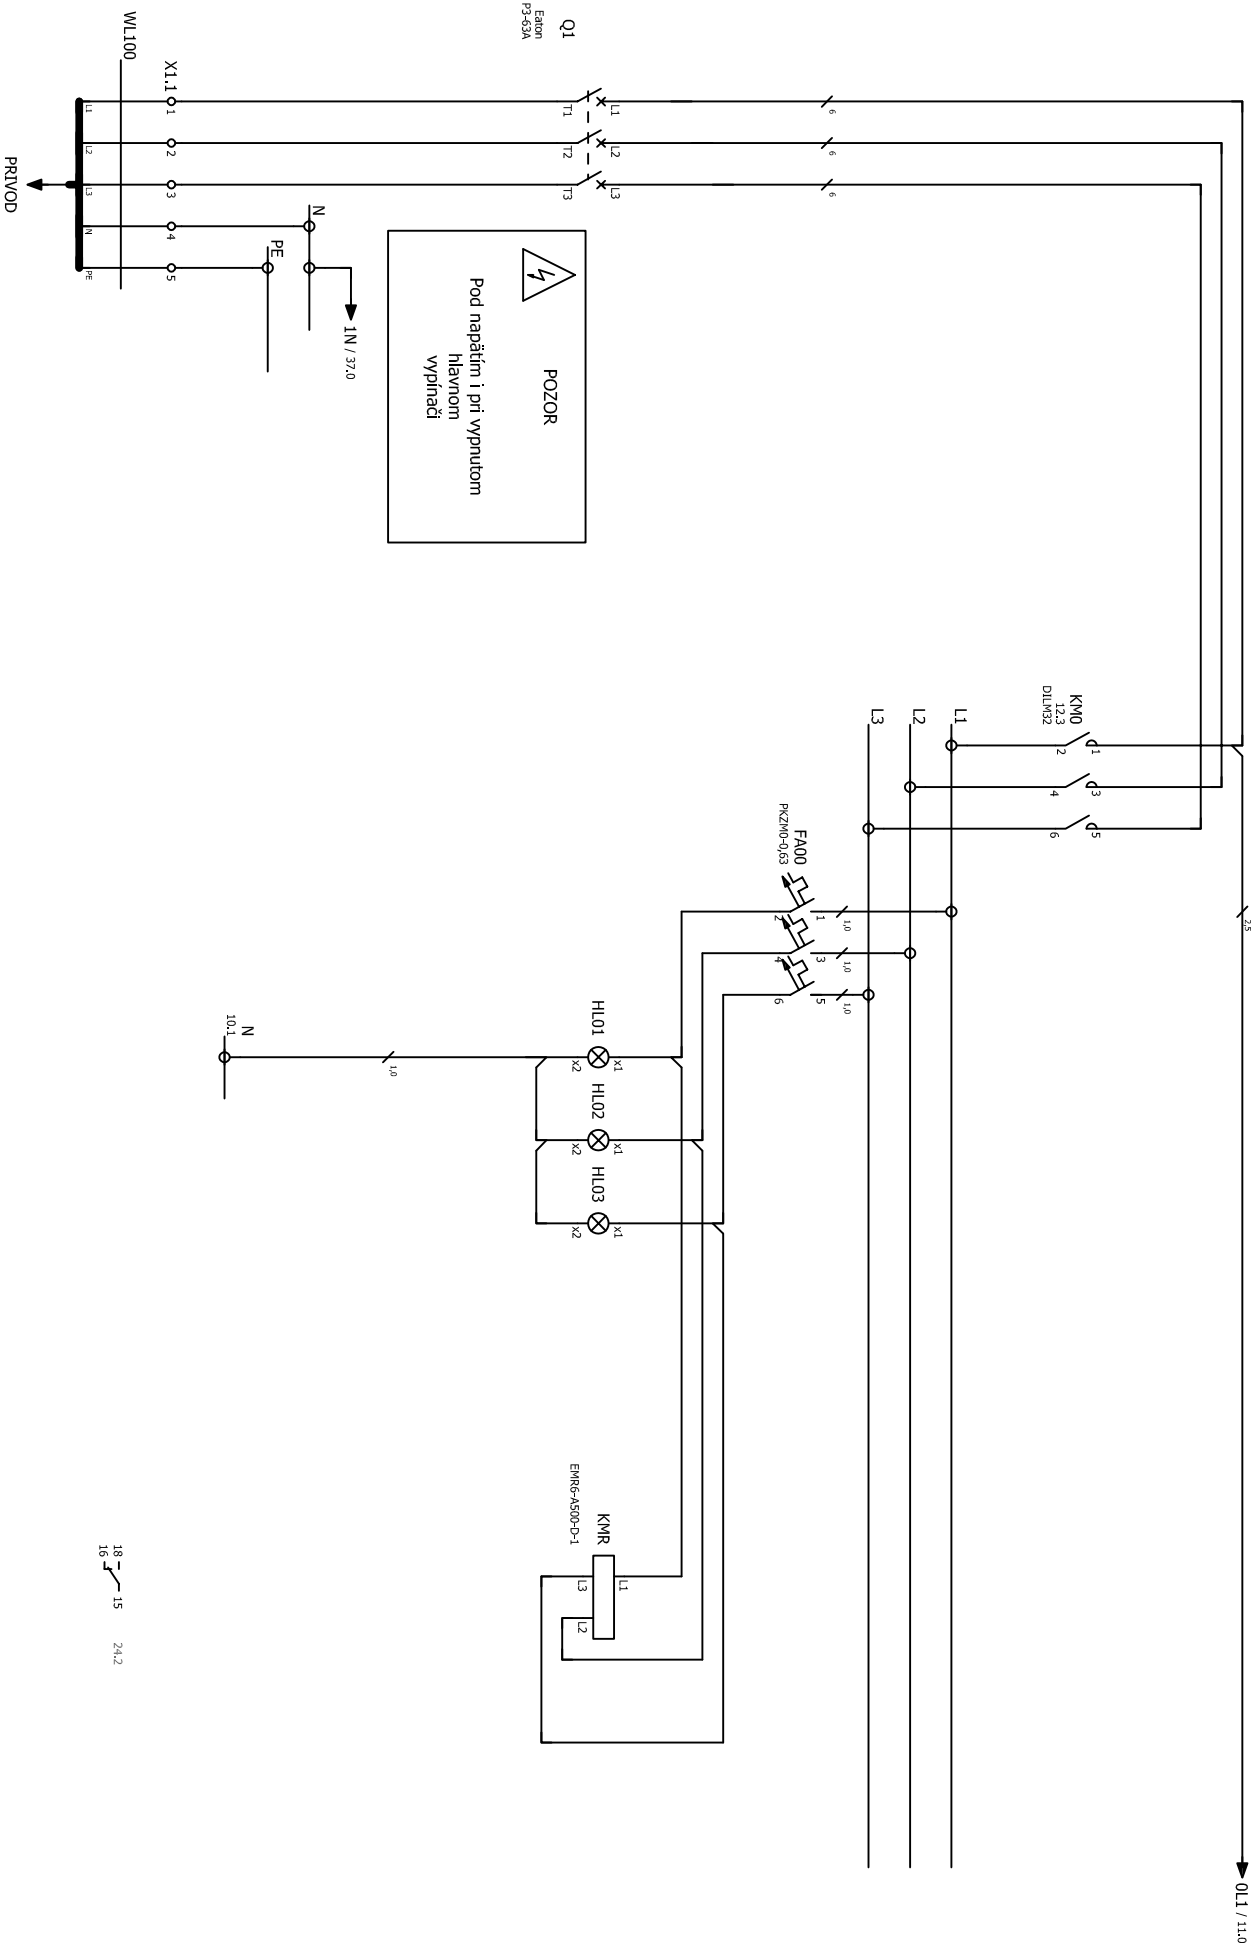 0L1 / 11.0
2,5
KM0
12.3
DILM32
1
2
3
4
5
6
L1
L2
L3
FA00
PKZM0-0,63
1
2
3
4
5
6
1,0
1,0
1,0
6
6
6
Q1
Eaton
P3-63A
L1
T1
L2
T2
L3
T3
POZOR
Pod napätím i pri vypnutom
hlavnom
vypínači
HL01
x1
x2
HL02
x1
x2
HL03
x1
x2
KMR
EMR6-A500-D-1
L1
L3
L2
1,0
N
10.1
1N / 37.0
N
PE
X1.1
1
2
3
4
5
WL100
L1
L2
L3
N
PE
PRIVOD
18
16
15
24.2